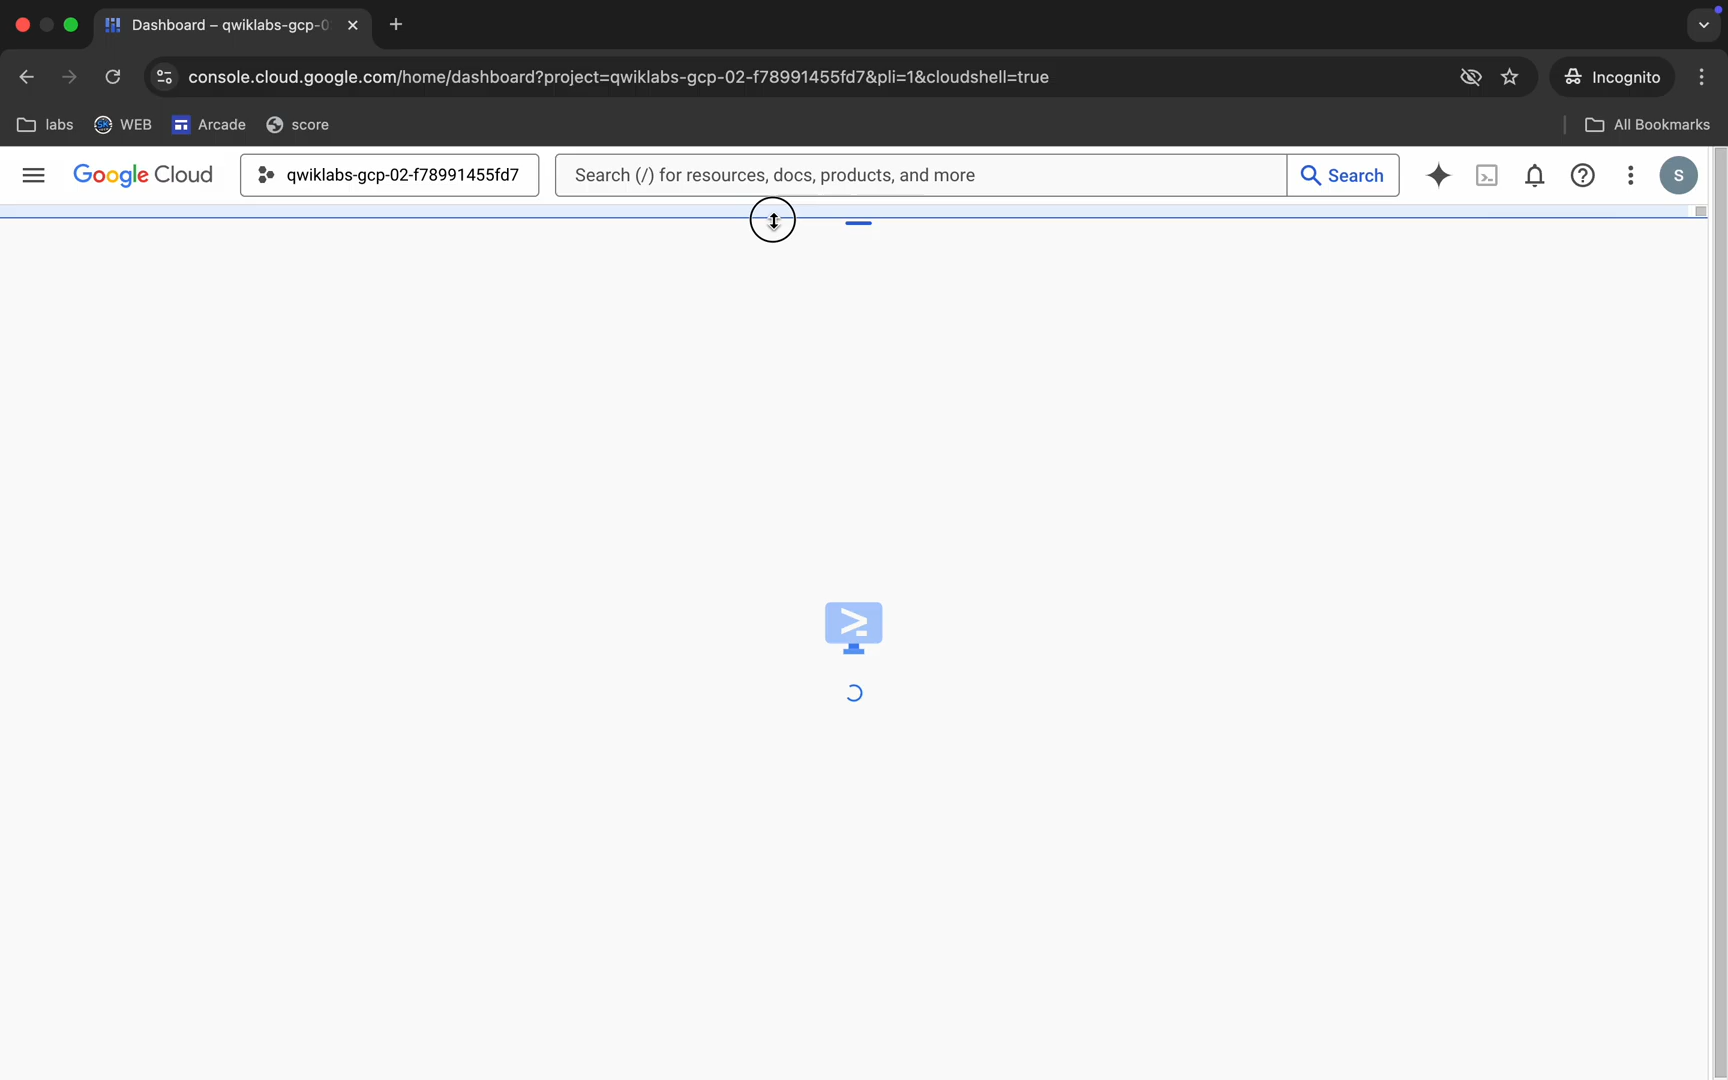 Dashboard – qwiklabs-gcp-0
console.cloud.google.com/home/dashboard?project=qwiklabs-gcp-02-f78991455fd7&pli=1&cloudshell=true
Incognito
labs
WEB
Arcade
score
All Bookmarks
Google Cloud
qwiklabs-gcp-02-f78991455fd7
Search (/) for resources, docs, products, and more
Search
S